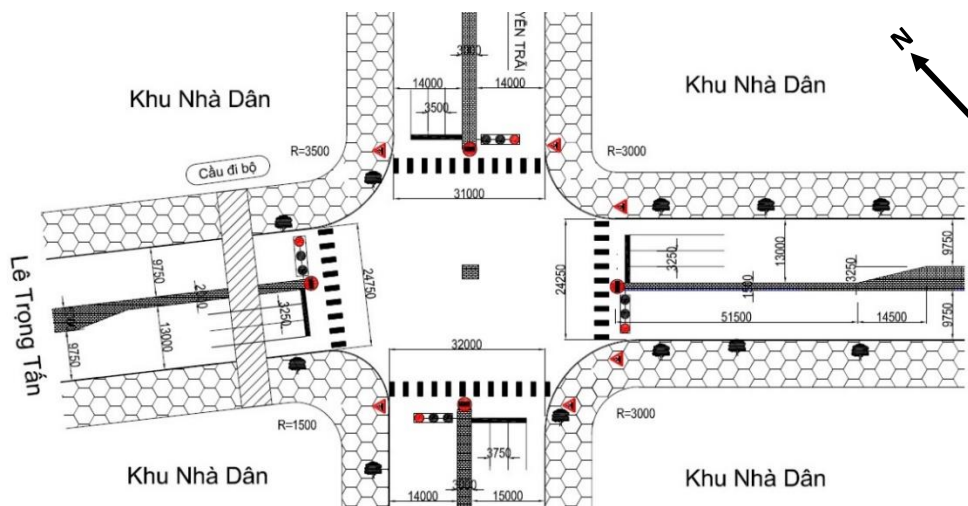 YÊN TRÃI
N
3000
14000
14000
3500
Khu Nhà Dân
Khu Nhà Dân
R=3500
R=3000
Cầu đi bộ
31000
Lê Trọng Tấn
9750
24750
3250
13000
9750
24250
3250
13000
1500
3250
9750
9750
51500
14500
32000
R=1500
R=3000
3750
Khu Nhà Dân
Khu Nhà Dân
14000
15000